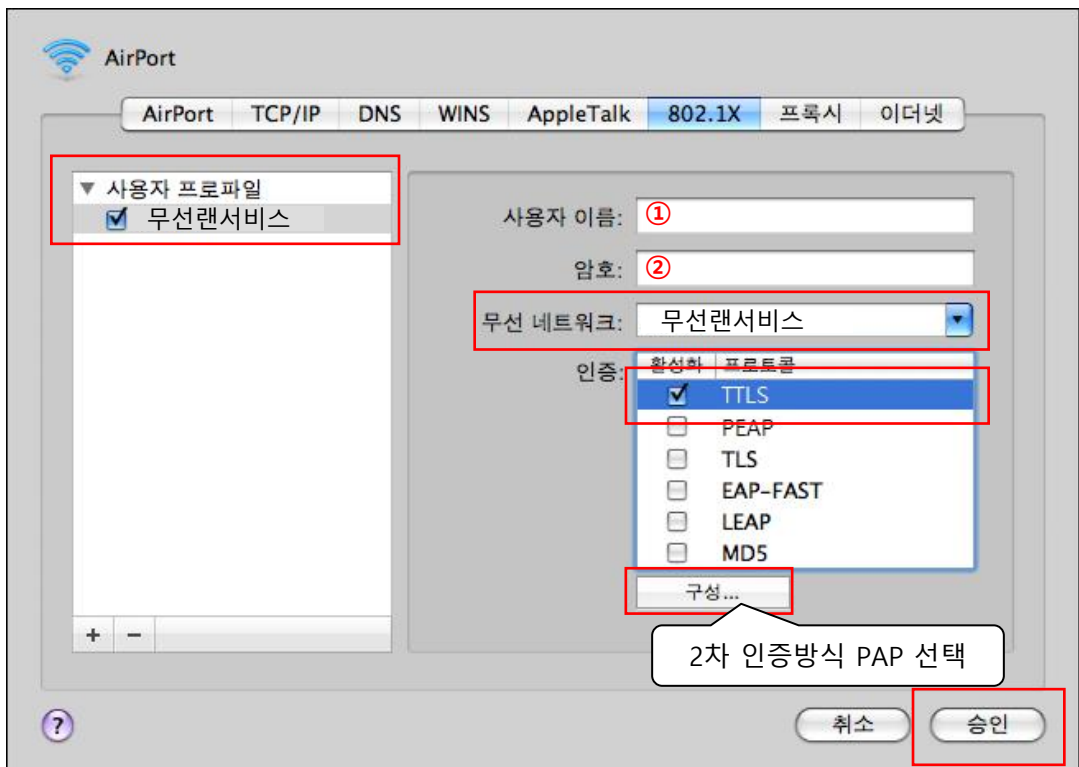 AirPort
AirPort TCP/IP DNS WINS AppleTalk 802.1X 프록시 이더넷
▼ 사용자 프로파일
무선랜서비스
사용자 이름: ①
암호: ②
무선 네트워크: 무선랜서비스
인증:
활성화 프로토콜
TTLS
PEAP
TLS
EAP-FAST
LEAP
MD5
구성...
2차 인증방식 PAP 선택
+ −
? 취소 승인